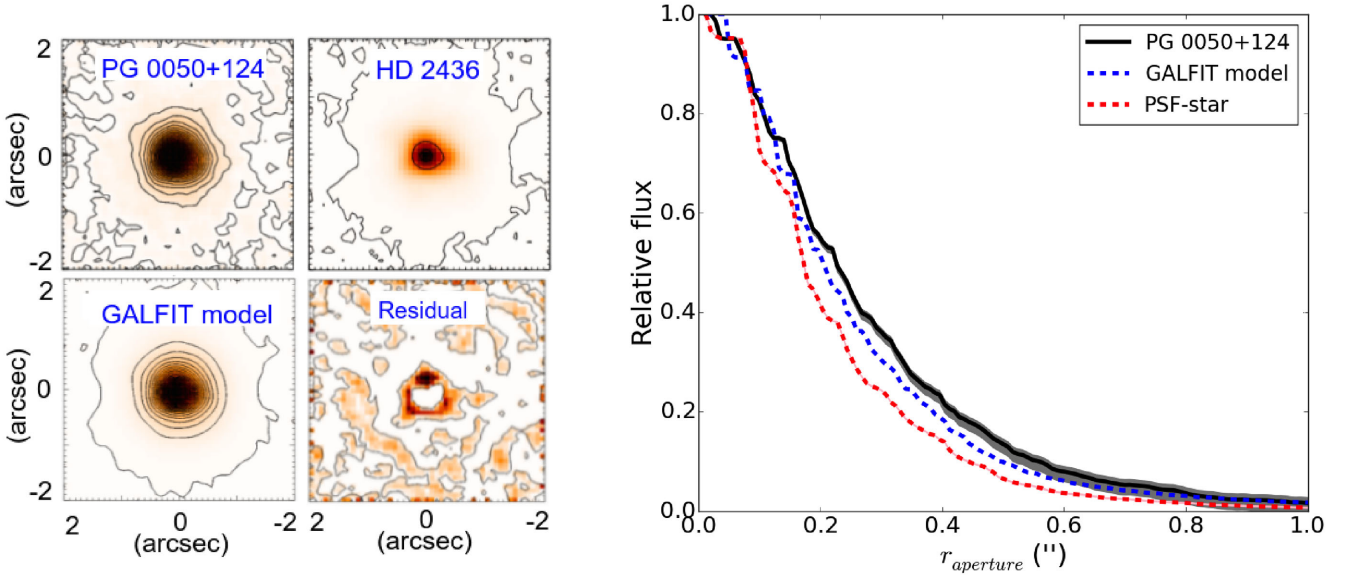 2
PG 0050+124
HD 2436
(arcsec)
0
-2
2
GALFIT model
Residual
(arcsec)
0
-2
2
0
-2
2
0
-2
(arcsec)
(arcsec)
1.0
0.8
0.6
0.4
0.2
0.0
Relative flux
PG 0050+124
GALFIT model
PSF-star
0.0
0.2
0.4
0.6
0.8
1.0
r_aperture ('')